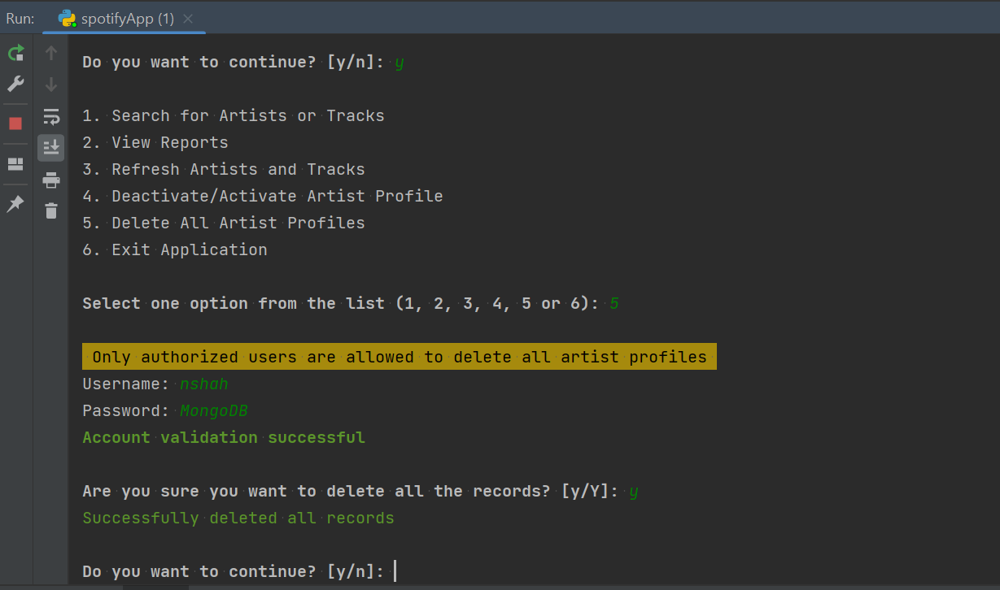 Run: spotifyApp (1)
Do you want to continue? [y/n]: y
1. Search for Artists or Tracks
2. View Reports
3. Refresh Artists and Tracks
4. Deactivate/Activate Artist Profile
5. Delete All Artist Profiles
6. Exit Application
Select one option from the list (1, 2, 3, 4, 5 or 6): 5
Only authorized users are allowed to delete all artist profiles
Username: nshah
Password: MongoDB
Account validation successful
Are you sure you want to delete all the records? [y/Y]: y
Successfully deleted all records
Do you want to continue? [y/n]: